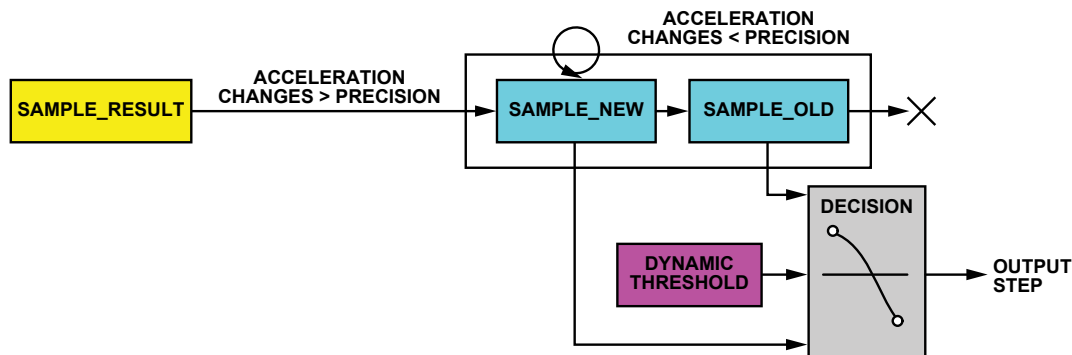 ACCELERATION
CHANGES < PRECISION
ACCELERATION
CHANGES > PRECISION
SAMPLE_RESULT
SAMPLE_NEW
SAMPLE_OLD
DECISION
DYNAMIC
THRESHOLD
OUTPUT
STEP